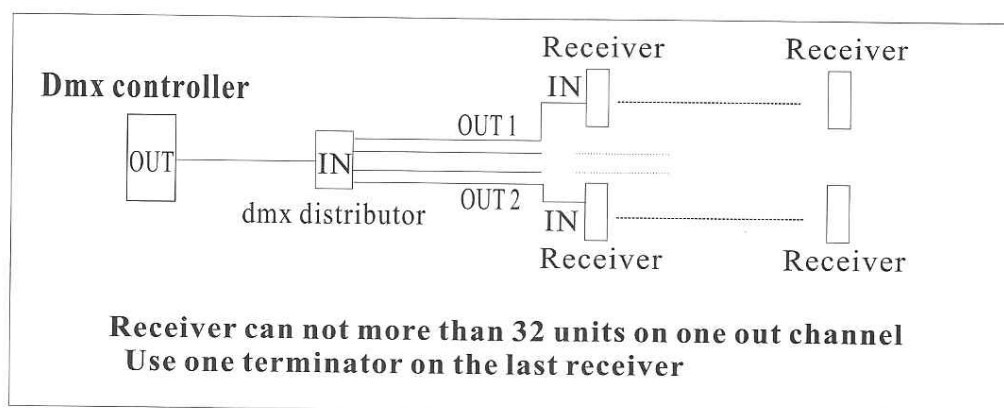 Receiver
Receiver
Dmx controller
IN
OUT 1
OUT
IN
dmx distributor
OUT 2
IN
Receiver
Receiver
Receiver can not more than 32 units on one out channel
Use one terminator on the last receiver